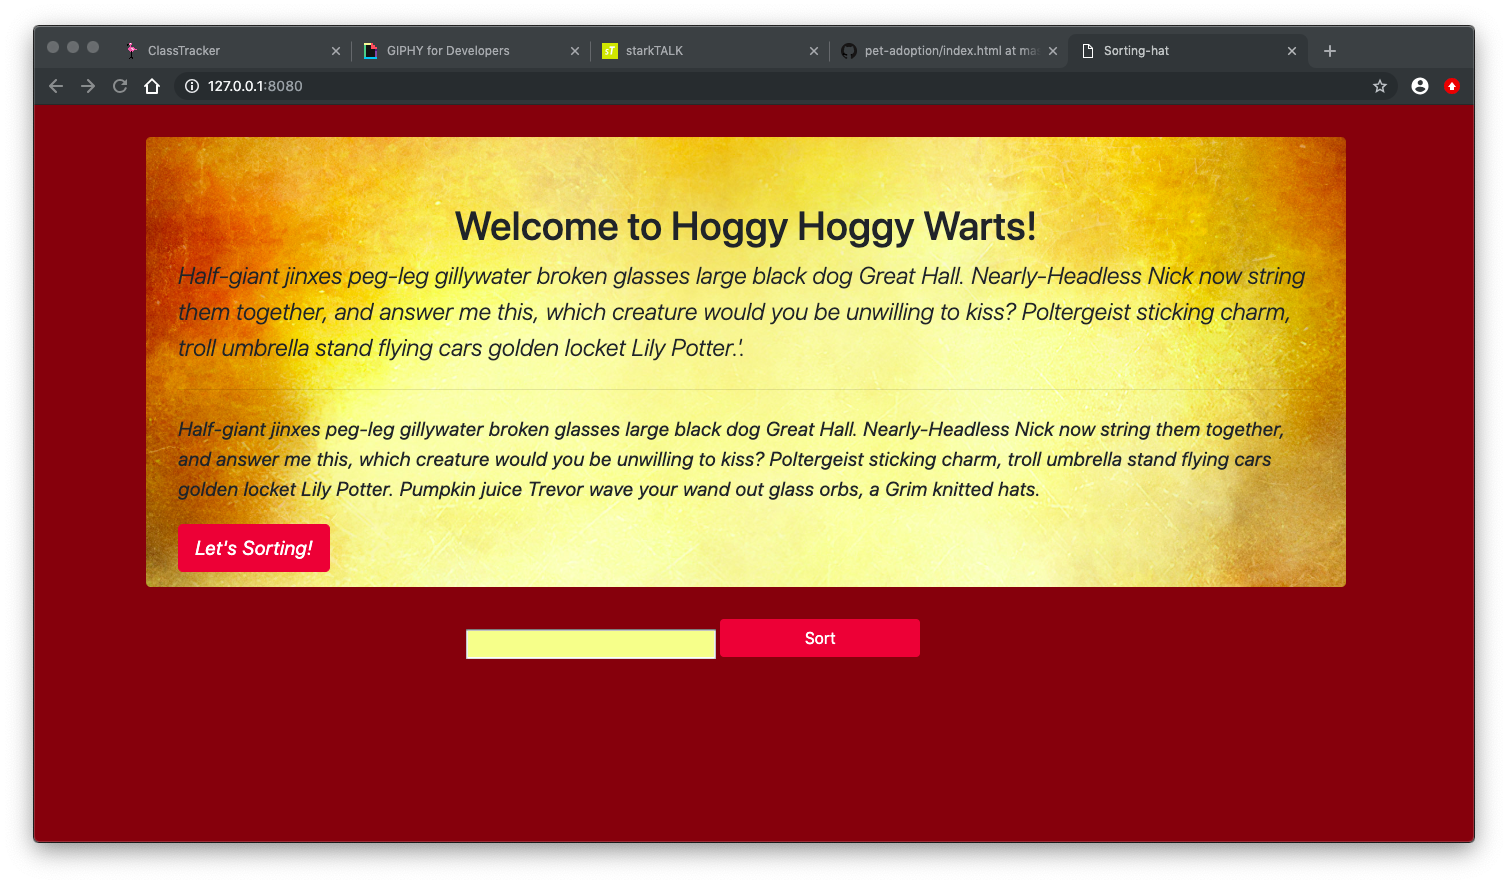 ClassTracker
GIPHY for Developers
sT starkTALK
pet-adoption/index.html at mas
Sorting-hat
127.0.0.1:8080
Welcome to Hoggy Hoggy Warts!
Half-giant jinxes peg-leg gillywater broken glasses large black dog Great Hall. Nearly-Headless Nick now string
them together, and answer me this, which creature would you be unwilling to kiss? Poltergeist sticking charm,
troll umbrella stand flying cars golden locket Lily Potter.'.
Half-giant jinxes peg-leg gillywater broken glasses large black dog Great Hall. Nearly-Headless Nick now string them together,
and answer me this, which creature would you be unwilling to kiss? Poltergeist sticking charm, troll umbrella stand flying cars
golden locket Lily Potter. Pumpkin juice Trevor wave your wand out glass orbs, a Grim knitted hats.
Let's Sorting!
Sort